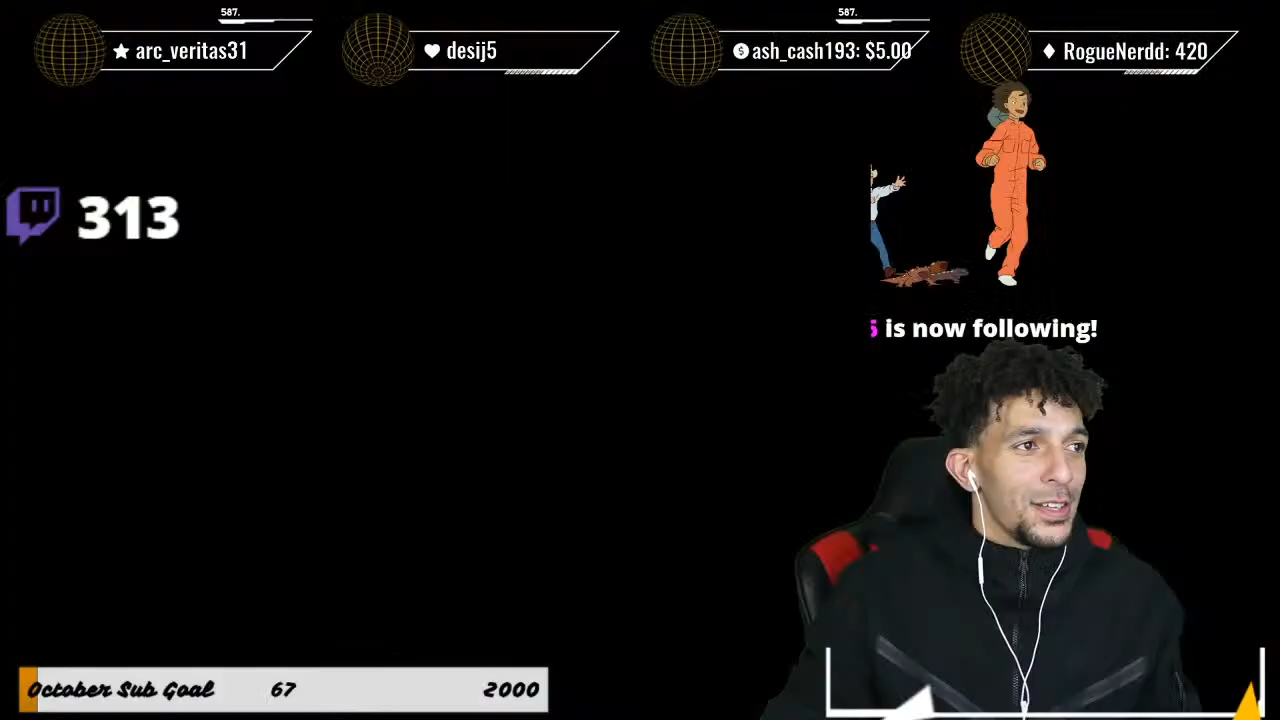 587.
587.
arc_veritas31
desij5
ash_cash193: $5.00
RogueNerdd: 420
313
is now following!
October Sub Goal 67 2000